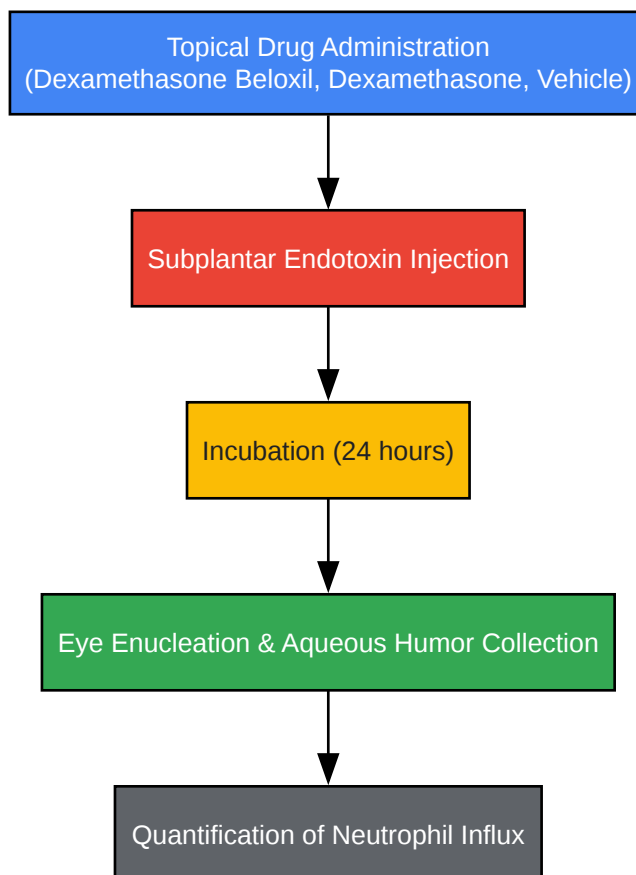 Topical Drug Administration
(Dexamethasone Beloxil, Dexamethasone, Vehicle)
Subplantar Endotoxin Injection
Incubation (24 hours)
Eye Enucleation & Aqueous Humor Collection
Quantification of Neutrophil Influx